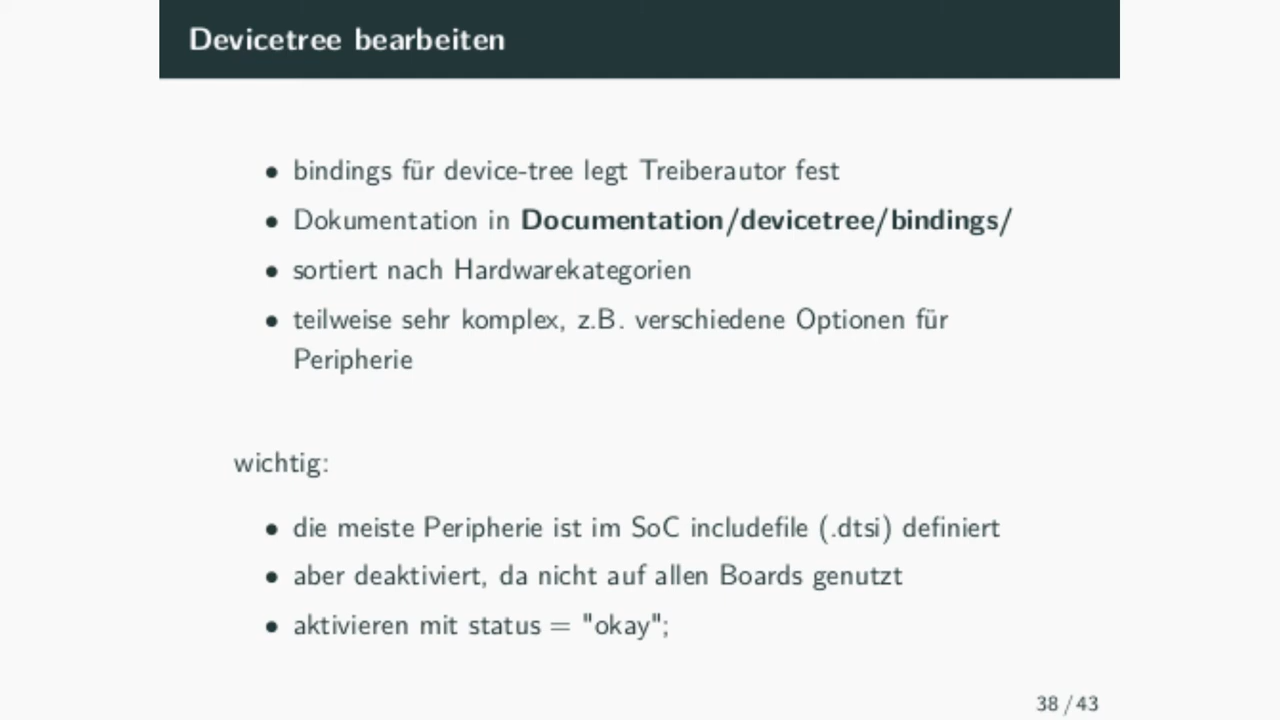 Devicetree bearbeiten
• bindings für device-tree legt Treiberautor fest
• Dokumentation in Documentation/devicetree/bindings/
• sortiert nach Hardwarekategorien
• teilweise sehr komplex, z.B. verschiedene Optionen für
Peripherie
wichtig:
• die meiste Peripherie ist im SoC includefile (.dtsi) definiert
• aber deaktiviert, da nicht auf allen Boards genutzt
• aktivieren mit status = "okay";
38 / 43